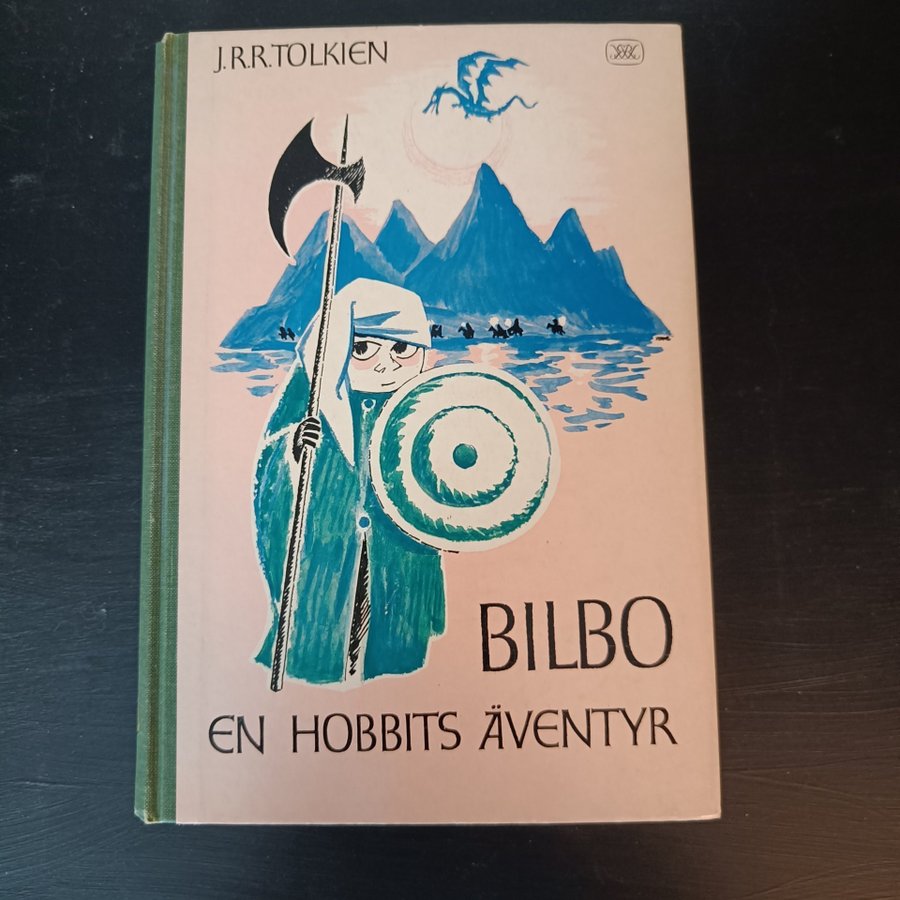 J.R.R. TOLKIEN
BILBO
EN HOBBITS ÄVENTYR